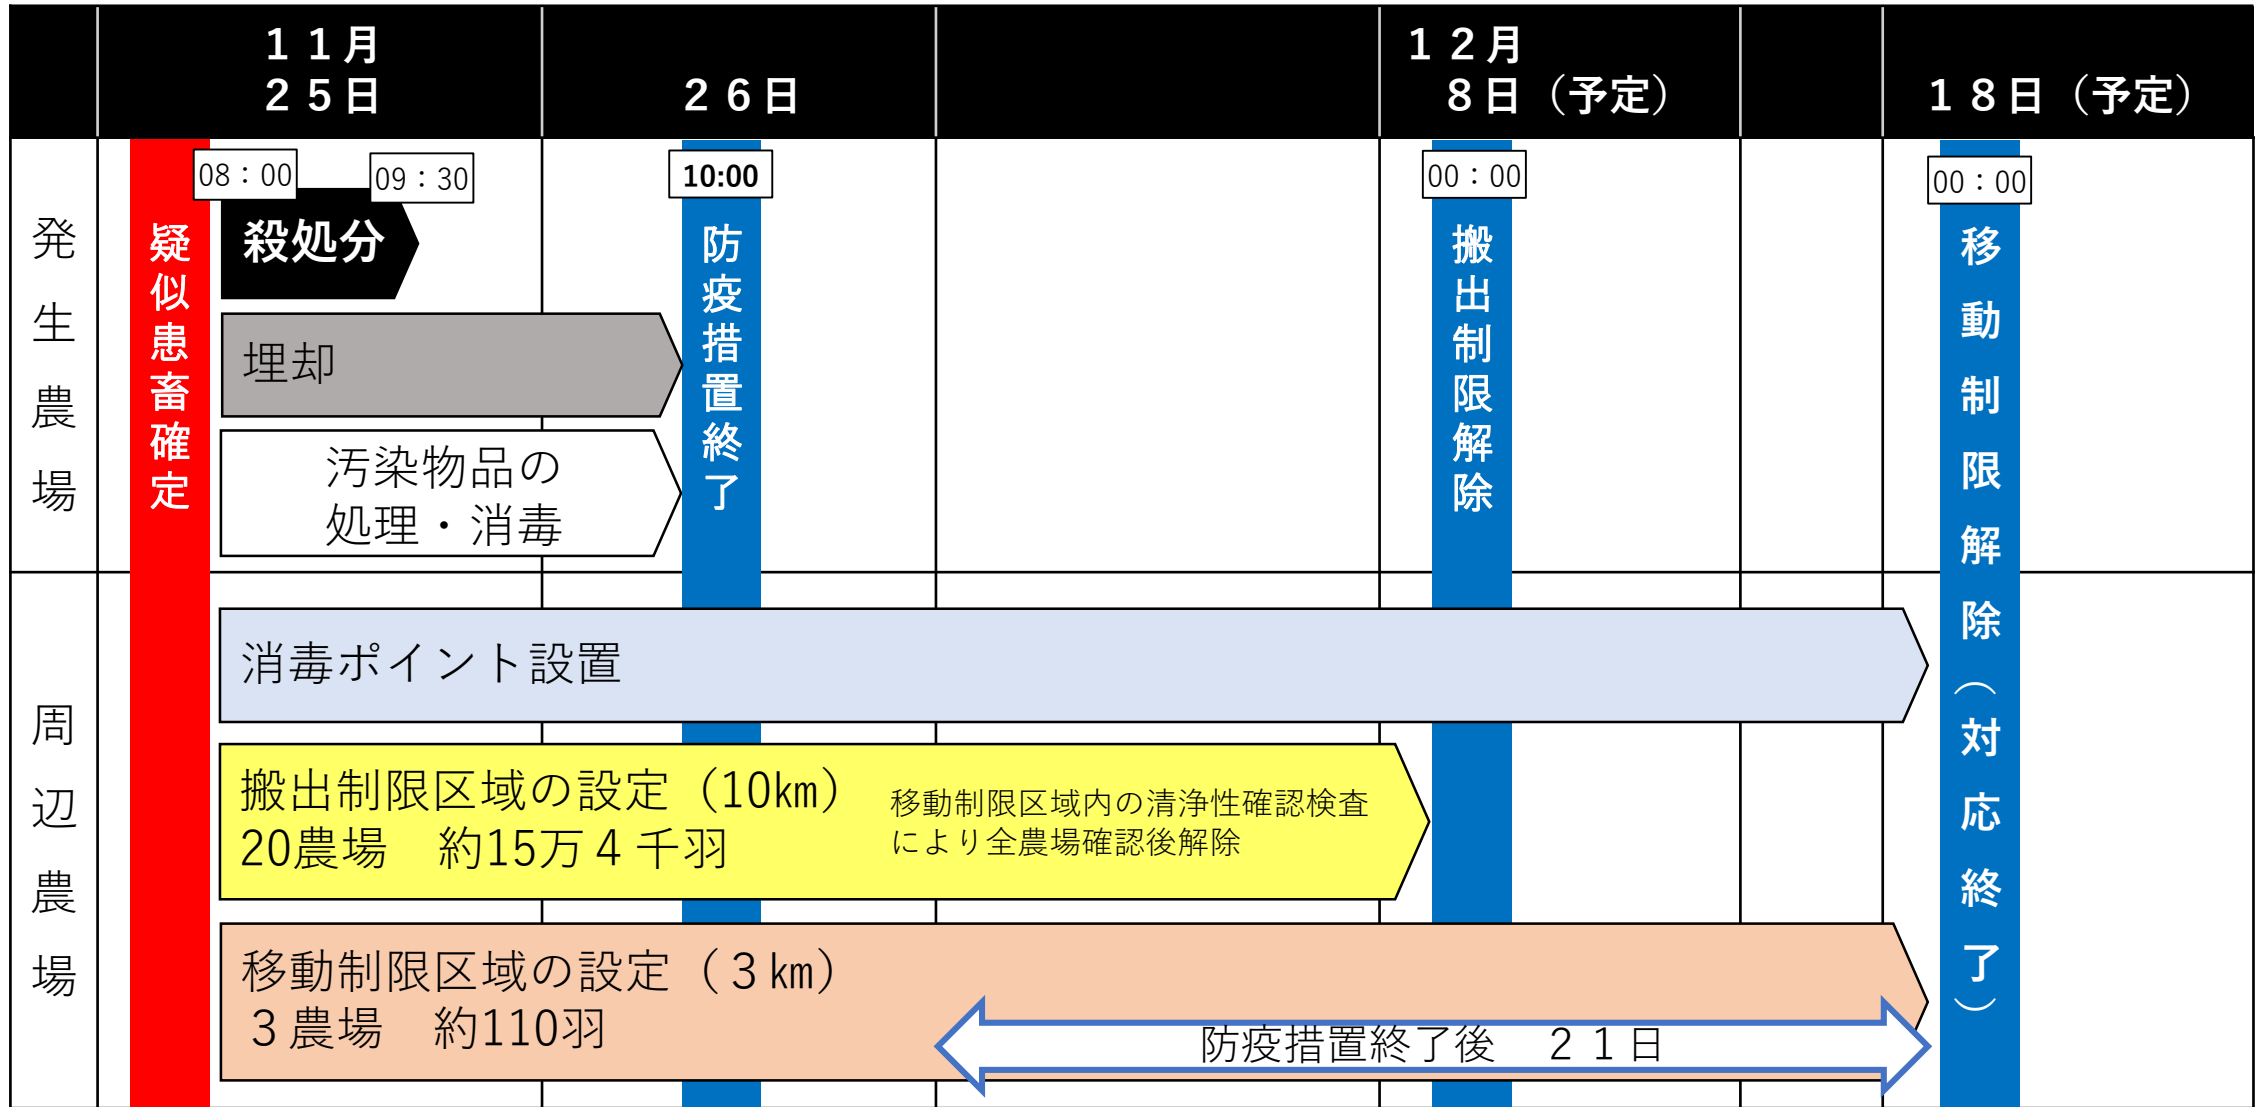 １１月
２５日
２６日
１２月
８日（予定）
１８日（予定）
発生農場
疑似患畜確定
08：00
09：30
殺処分
埋却
汚染物品の
処理・消毒
10:00
防疫措置終了
00：00
搬出制限解除
00：00
移動制限解除（対応終了）
周辺農場
消毒ポイント設置
搬出制限区域の設定（10㎞）
20農場　約15万４千羽
移動制限区域内の清浄性確認検査
により全農場確認後解除
移動制限区域の設定（３㎞）
３農場　約110羽
防疫措置終了後　２１日